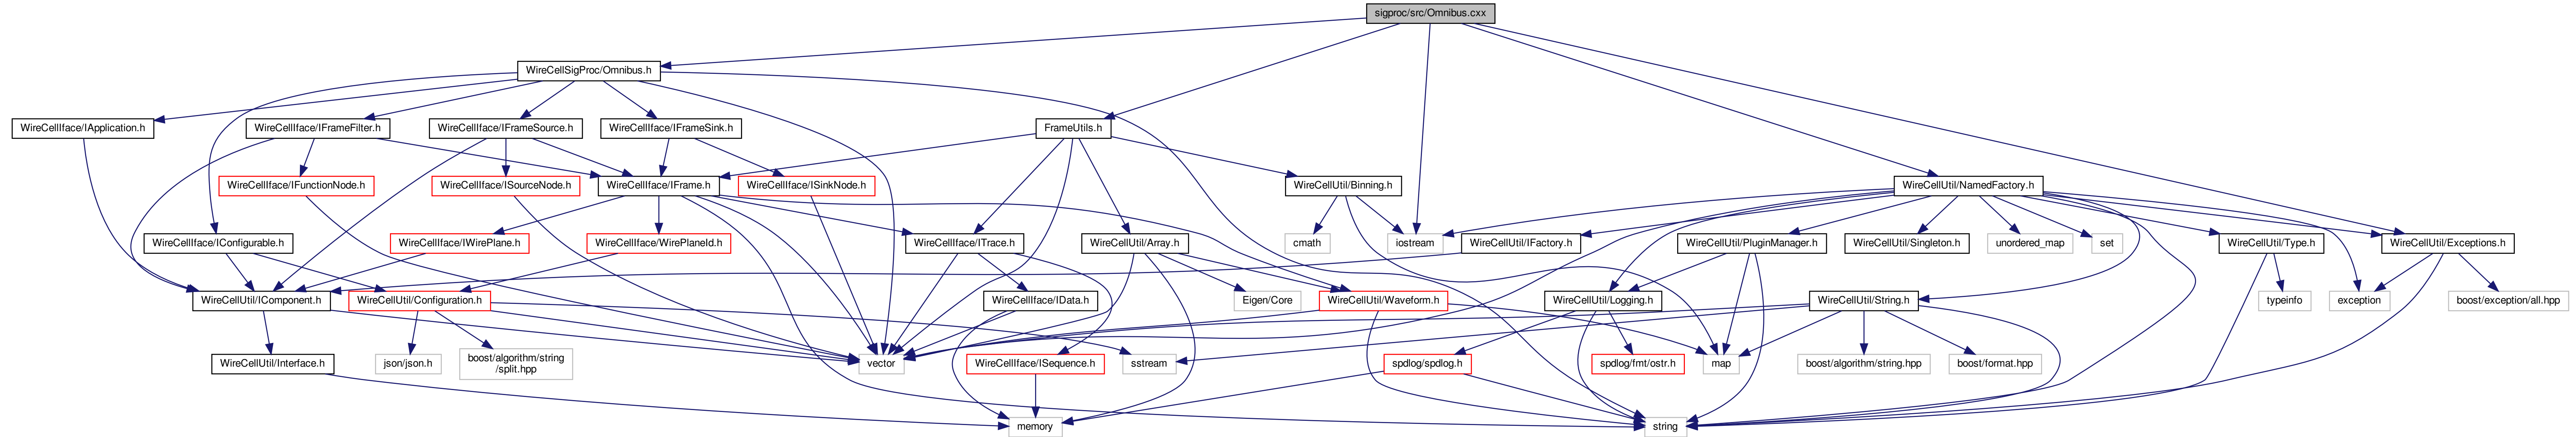 sigproc/src/Omnibus.cxx
WireCellSigProc/Omnibus.h
WireCellIface/IApplication.h
WireCellIface/IFrameFilter.h
WireCellIface/IFrameSource.h
WireCellIface/IFrameSink.h
FrameUtils.h
WireCellIface/IFunctionNode.h
WireCellIface/ISourceNode.h
WireCellIface/IFrame.h
WireCellIface/ISinkNode.h
WireCellUtil/Binning.h
WireCellUtil/NamedFactory.h
WireCellIface/IConfigurable.h
WireCellIface/IWirePlane.h
WireCellIface/WirePlaneId.h
WireCellIface/ITrace.h
WireCellUtil/Array.h
cmath
iostream
WireCellUtil/IFactory.h
WireCellUtil/PluginManager.h
WireCellUtil/Singleton.h
unordered_map
set
WireCellUtil/Type.h
WireCellUtil/Exceptions.h
WireCellUtil/IComponent.h
WireCellUtil/Configuration.h
WireCellIface/IData.h
Eigen/Core
WireCellUtil/Waveform.h
WireCellUtil/Logging.h
WireCellUtil/String.h
typeinfo
exception
boost/exception/all.hpp
WireCellUtil/Interface.h
json/json.h
boost/algorithm/string
/split.hpp
vector
WireCellIface/ISequence.h
sstream
spdlog/spdlog.h
spdlog/fmt/ostr.h
map
boost/algorithm/string.hpp
boost/format.hpp
memory
string